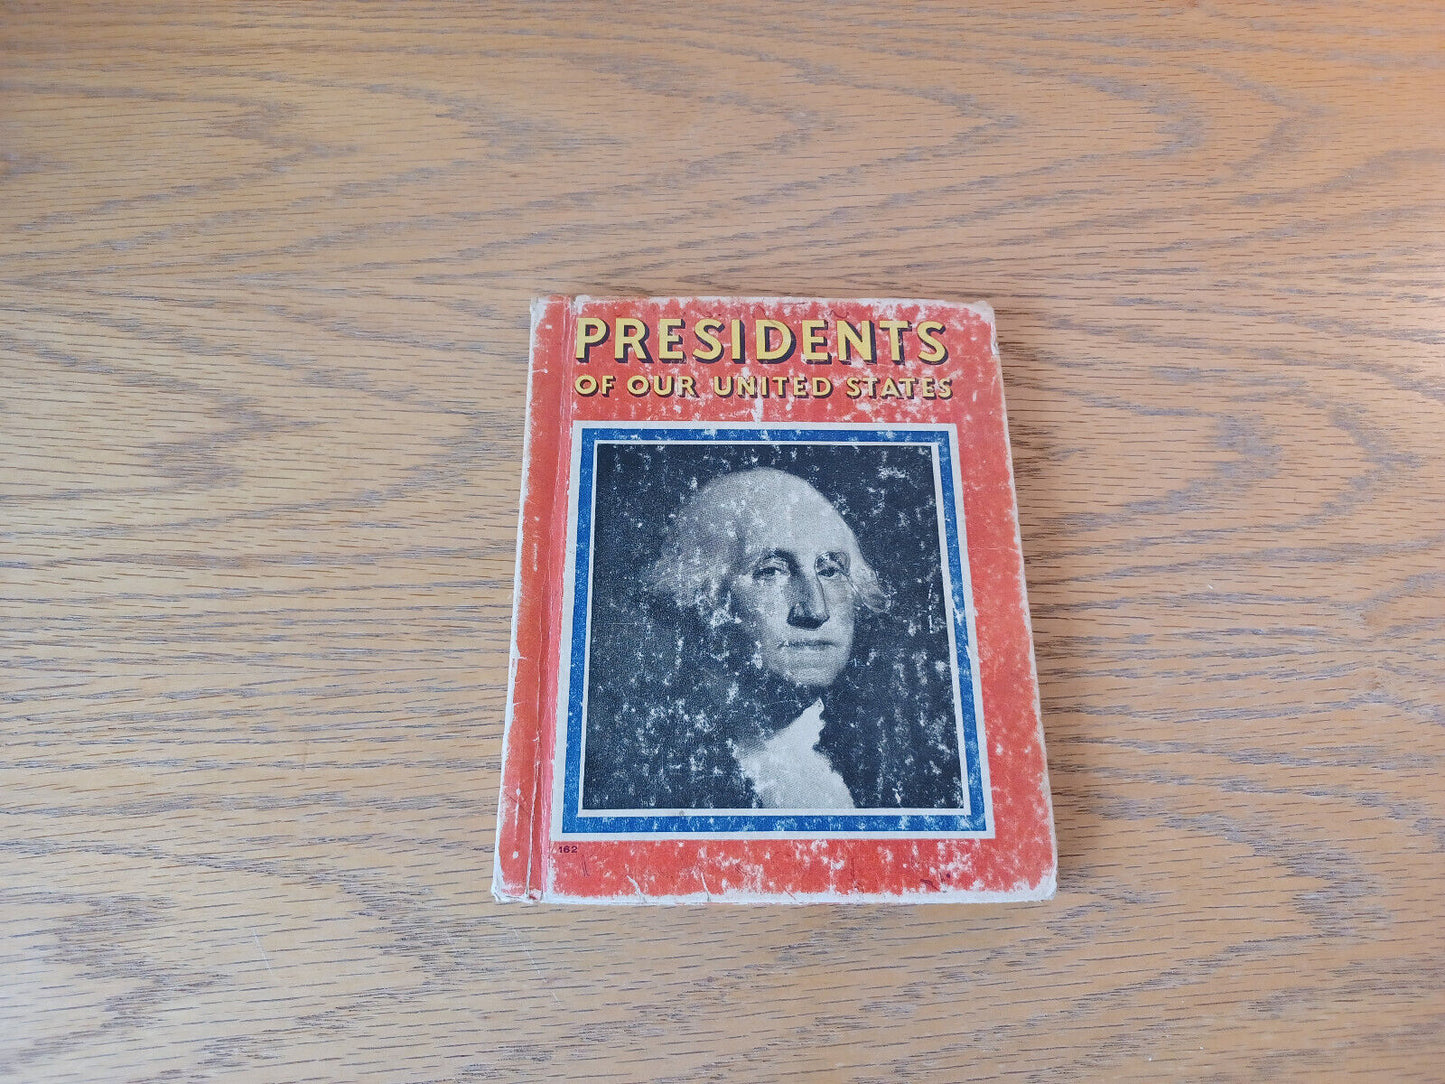 PRESIDENTS
OF OUR UNITED STATES
162